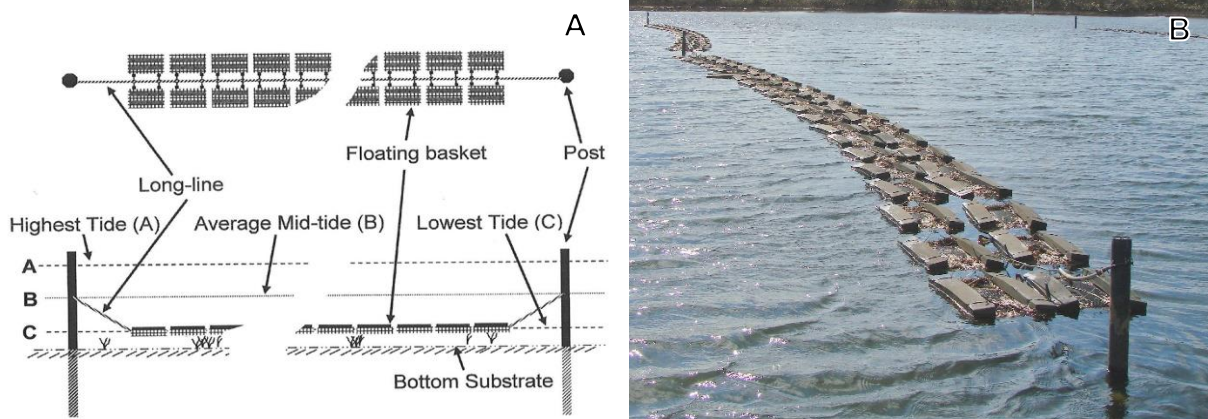 A
B
Floating basket
Post
Long-line
Highest Tide (A)
Average Mid-tide (B)
Lowest Tide (C)
A
B
C
Bottom Substrate